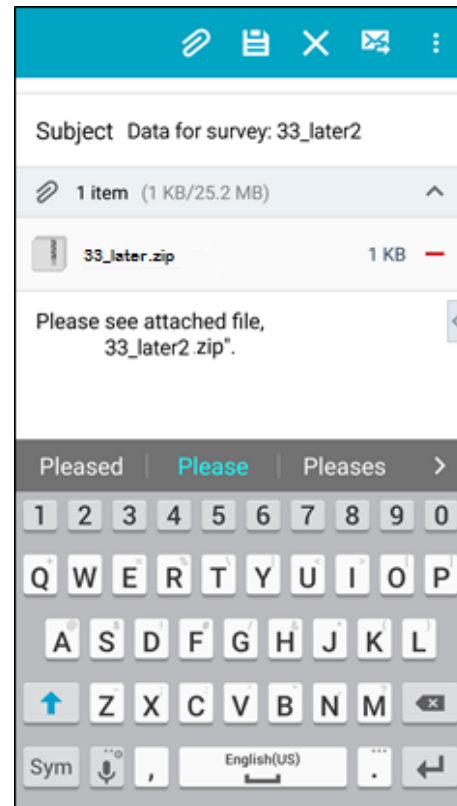 Subject Data for survey: 33_later2
1 item (1 KB/25.2 MB)
33_later.zip 1 KB
Please see attached file,
33_later2.zip".
Pleased Please Pleases
1 2 3 4 5 6 7 8 9 0
Q W E R T Y U I O P
A S D F G H J K L
Z X C V B N M
Sym , English(US) .